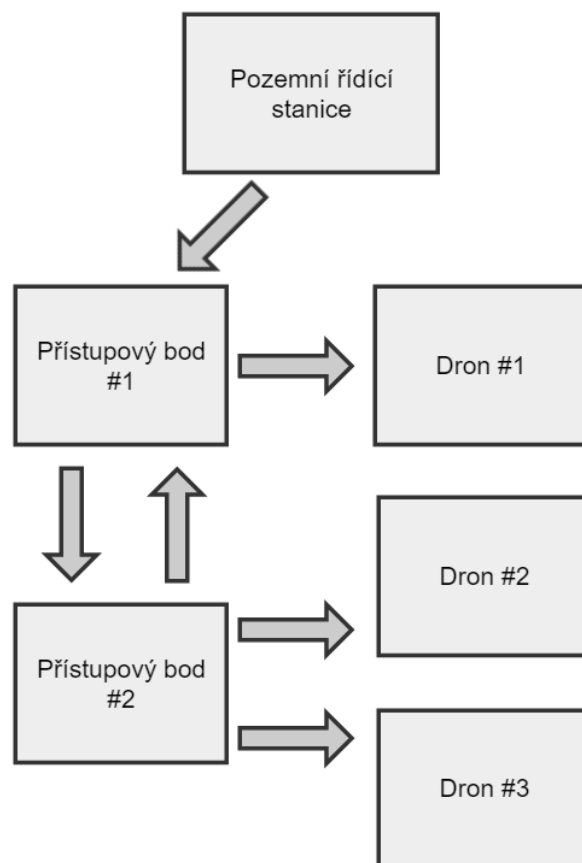 Pozemní řídící
stanice
Přístupový bod
#1
Dron #1
Dron #2
Přístupový bod
#2
Dron #3